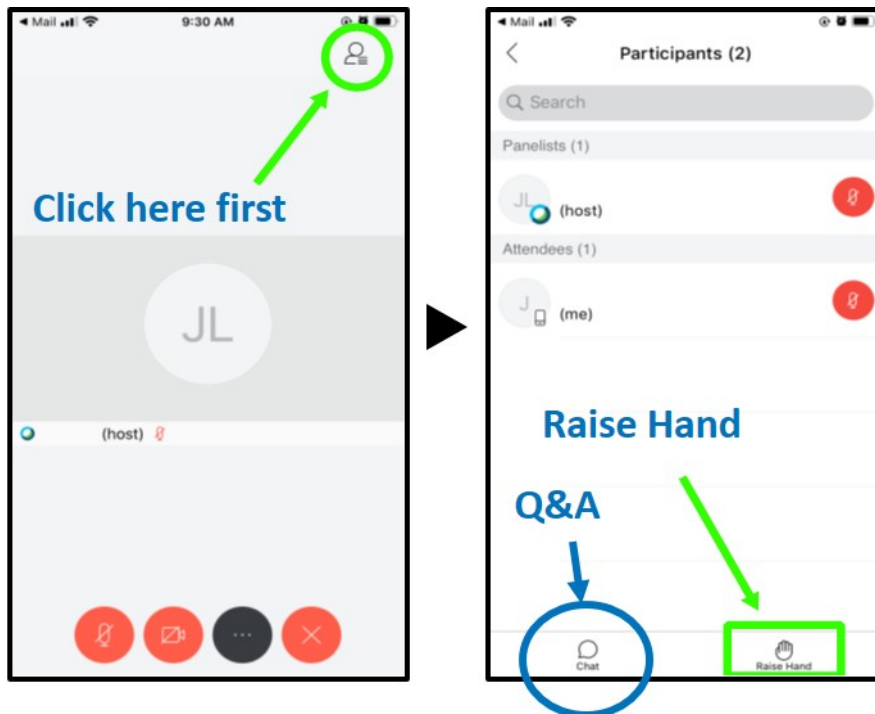 Mail
9:30 AM
Click here first
JL
(host)
Mail
Participants (2)
Search
Panelists (1)
JL
(host)
Attendees (1)
J
(me)
Raise Hand
Q&A
Chat
Raise Hand